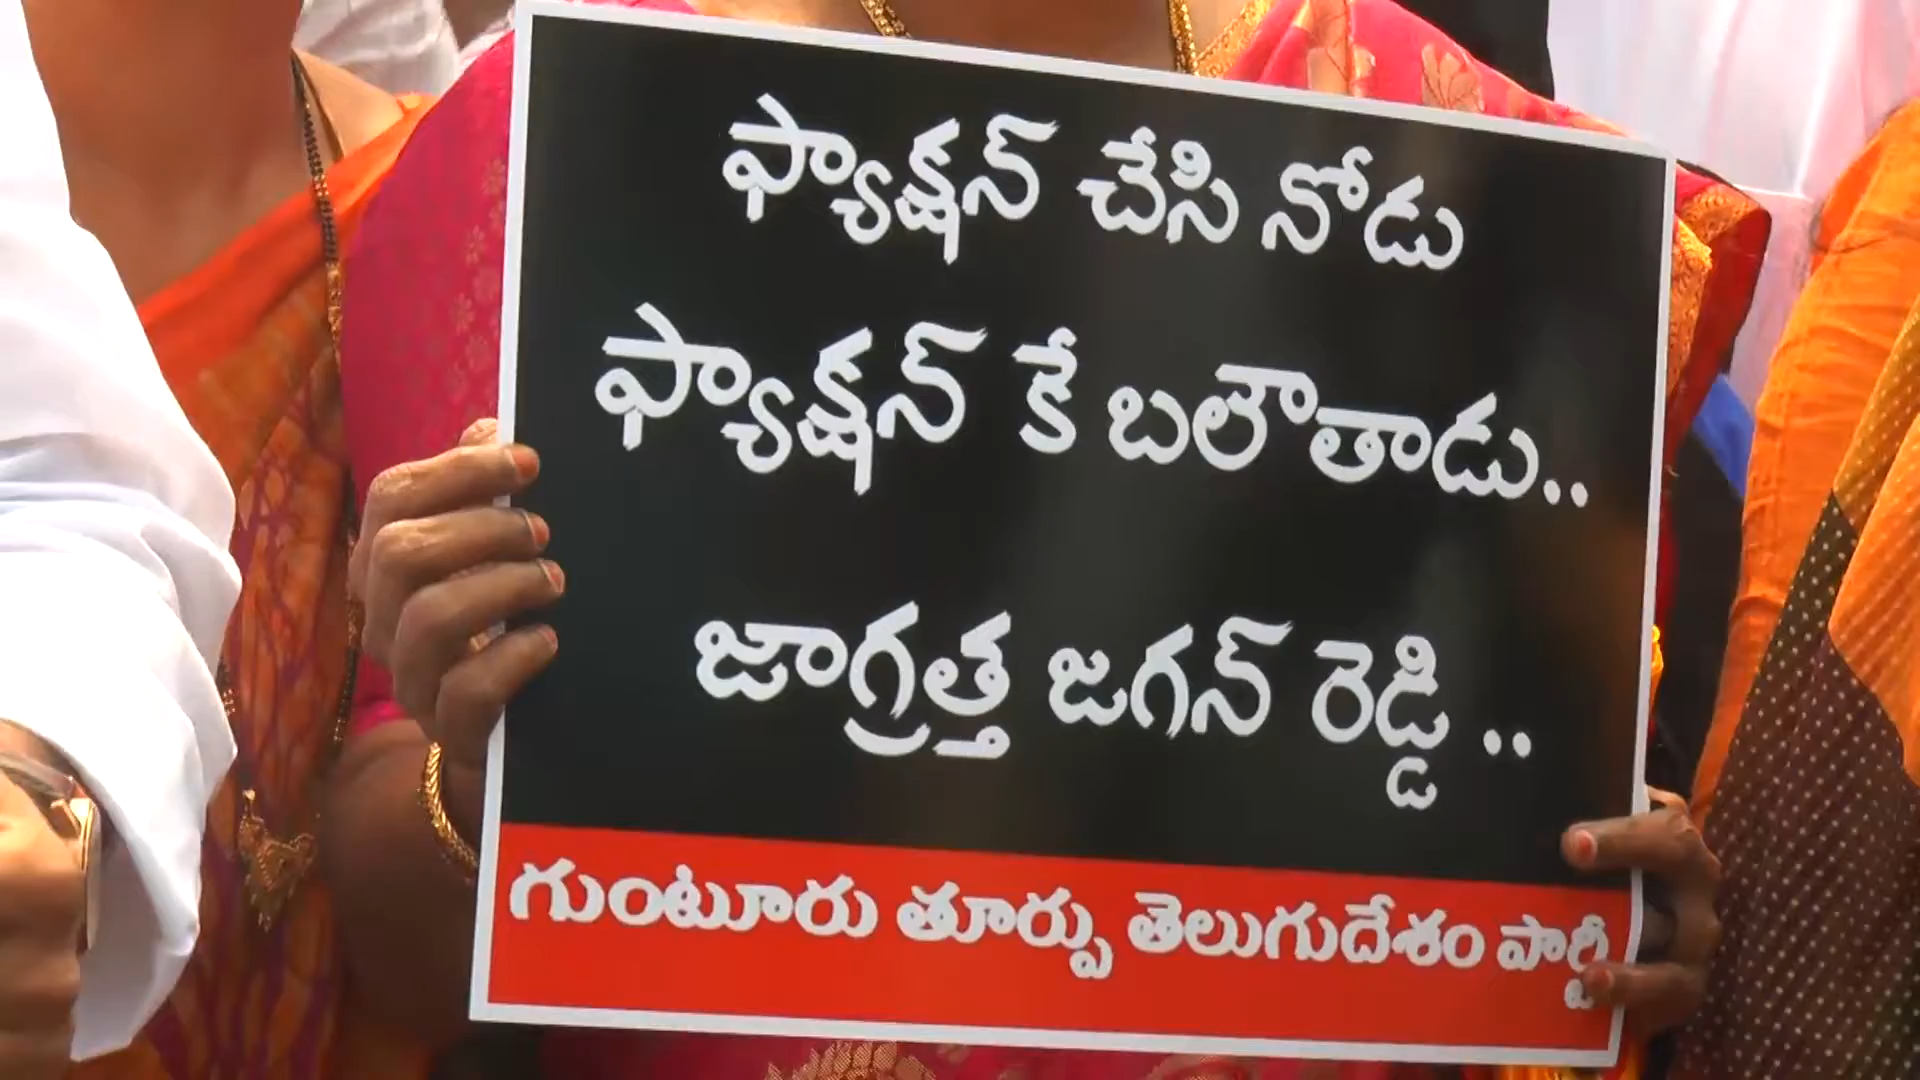 ఫ్యాక్షన్ చేసి నోడు
ఫ్యాక్షన్ కే బలౌతాడు..
జాగ్రత్త జగన్ రెడ్డి ..
గుంటూరు తూర్పు తెలుగుదేశం పార్టీ